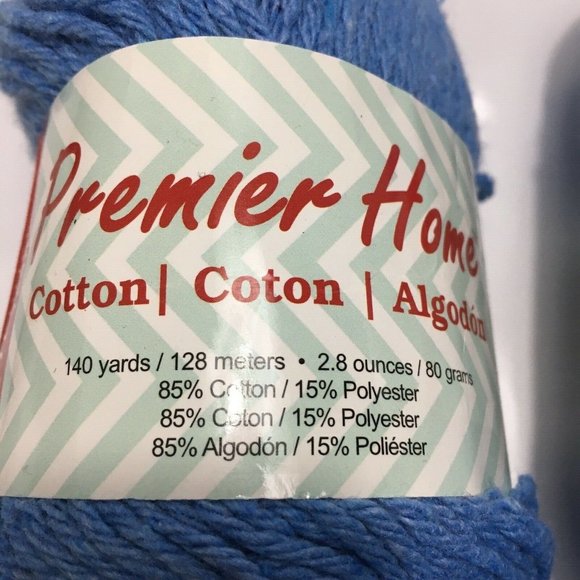 Premier Home
Cotton | Coton | Algodón
140 yards / 128 meters • 2.8 ounces / 80 grams
85% Cotton / 15% Polyester
85% Coton / 15% Polyester
85% Algodón / 15% Poliéster